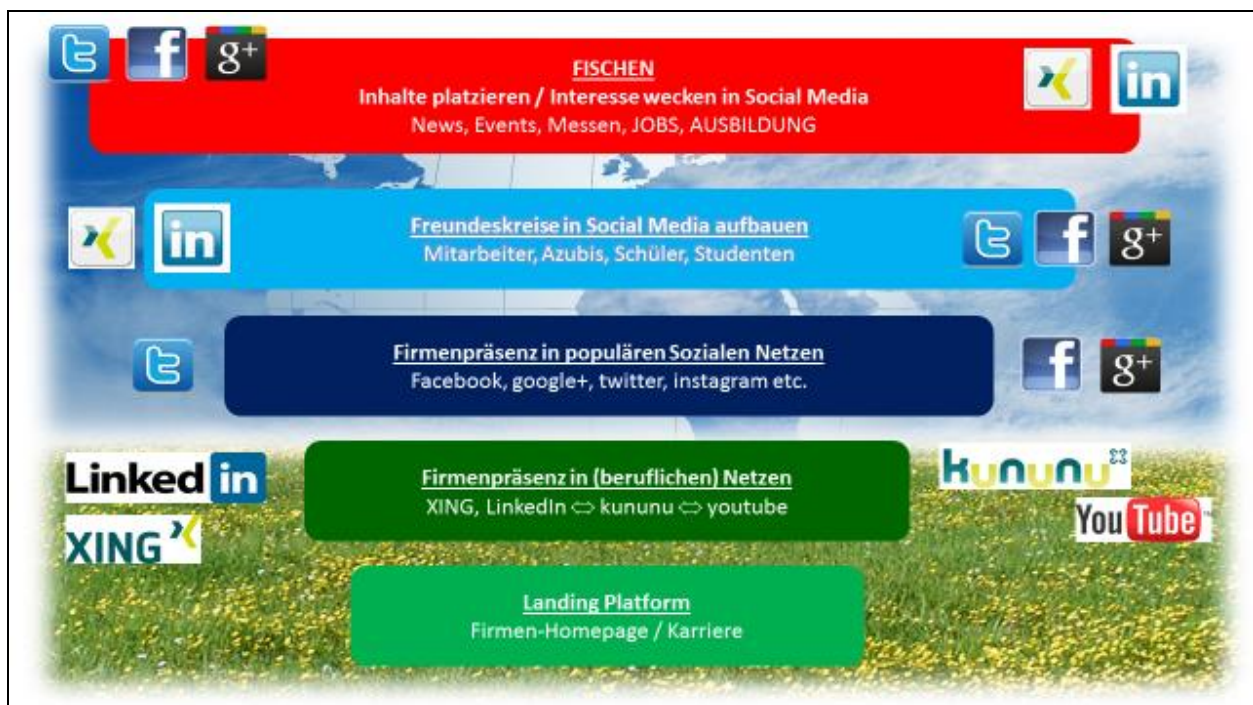 FISCHEN
Inhalte platzieren / Interesse wecken in Social Media
News, Events, Messen, JOBS, AUSBILDUNG
g+
in
Freundeskreise in Social Media aufbauen
Mitarbeiter, Azubis, Schüler, Studenten
in
g+
Firmenpräsenz in populären Sozialen Netzen
Facebook, google+, twitter, instagram etc.
g+
Linked in
XING
Firmenpräsenz in (beruflichen) Netzen
XING, LinkedIn ⇔ kununu ⇔ youtube
kununu
YouTube
Landing Platform
Firmen-Homepage / Karriere